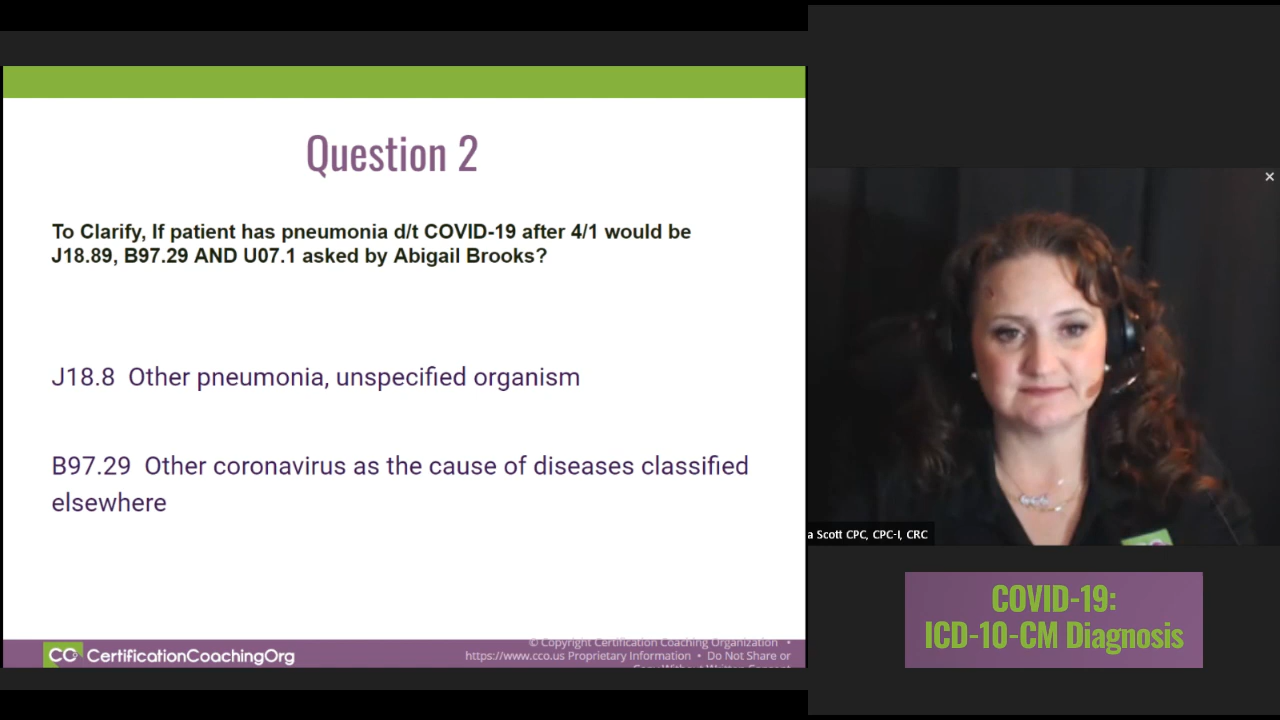 Question 2
To Clarify, If patient has pneumonia d/t COVID-19 after 4/1 would be
J18.89, B97.29 AND U07.1 asked by Abigail Brooks?
J18.8 Other pneumonia, unspecified organism
B97.29 Other coronavirus as the cause of diseases classified
elsewhere
CC CertificationCoachingOrg
© Copyright Certification Coaching Organization •
https://www.cco.us Proprietary Information • Do Not Share or
a Scott CPC, CPC-I, CRC
COVID-19:
ICD-10-CM Diagnosis